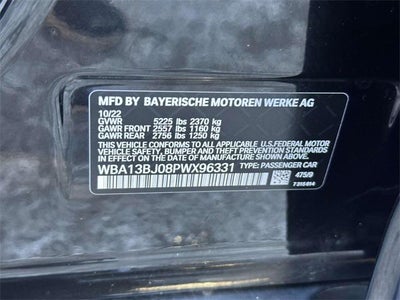 MFD BY BAYERISCHE MOTOREN WERKE AG
10/22
GVWR 5225 lbs 2370 kg
GAWR FRONT 2557 lbs 1160 kg
GAWR REAR 2756 lbs 1250 kg
THIS VEHICLE CONFORMS TO ALL APPLICABLE U.S. FEDERAL MOTOR
VEHICLE SAFETY, BUMPER, AND THEFT PREVENTION STANDARDS
IN EFFECT ON THE DATE OF MANUFACTURE SHOWN ABOVE.
WBA13BJ08PWX96331 TYPE: PASSENGER CAR
475/9
7315414